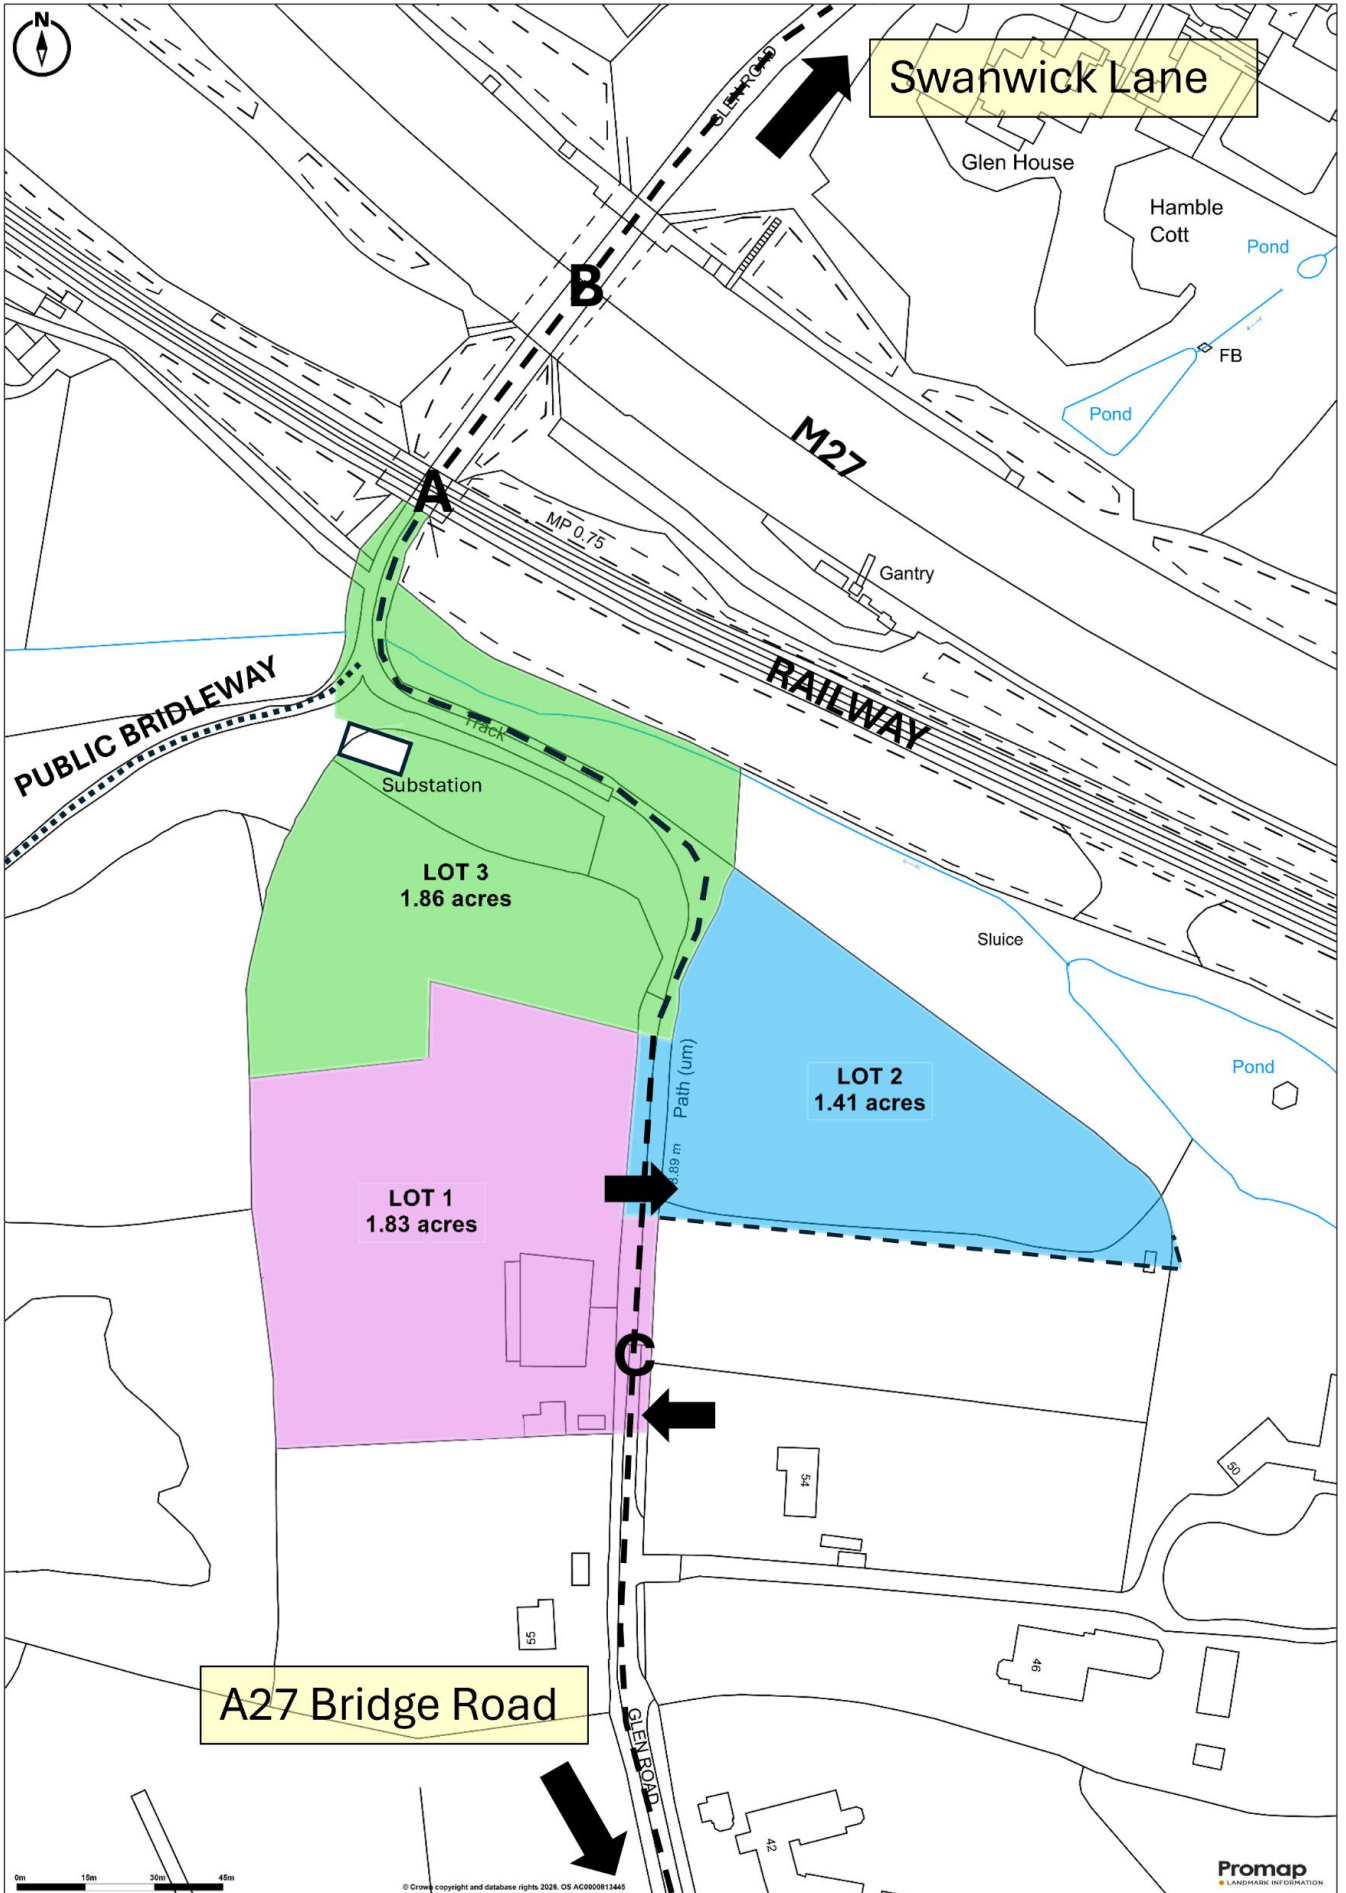 N
GLEN ROAD
Swanwick Lane
Glen House
Hamble
Cott
Pond
B
FB
Pond
M27
A
MP 0.75
Gantry
PUBLIC BRIDLEWAY
RAILWAY
Track
Substation
LOT 3
1.86 acres
Sluice
Path (um)
LOT 2
1.41 acres
Pond
8.89 m
LOT 1
1.83 acres
C
54
50
55
46
A27 Bridge Road
GLEN ROAD
42
0m 15m 30m 45m
© Crown copyright and database rights 2026. OS AC0000813445
Promap
LANDMARK INFORMATION